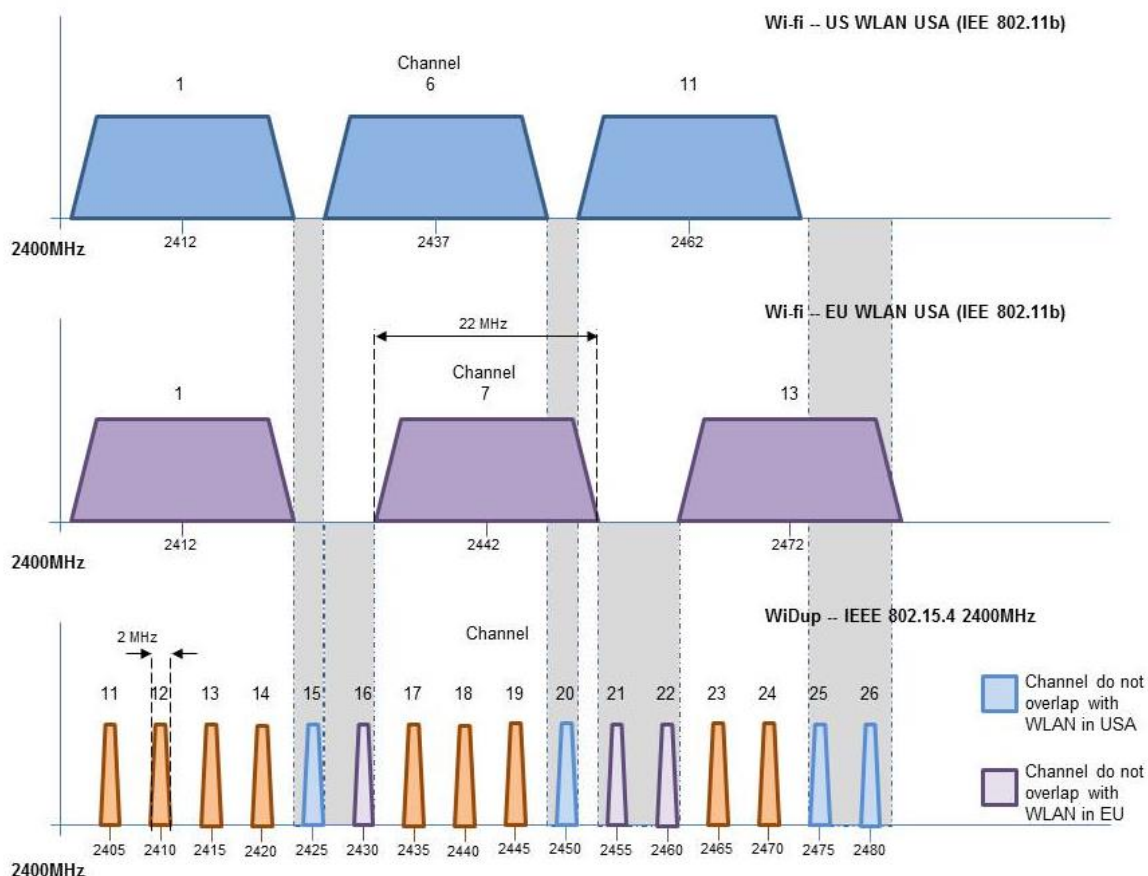 Wi-fi -- US WLAN USA (IEE 802.11b)
Channel
1 6 11
2412 2437 2462
2400MHz
Wi-fi -- EU WLAN USA (IEE 802.11b)
22 MHz
Channel
1 7 13
2412 2442 2472
2400MHz
WiDup -- IEEE 802.15.4 2400MHz
Channel
2 MHz
11 12 13 14 15 16 17 18 19 20 21 22 23 24 25 26
2405 2410 2415 2420 2425 2430 2435 2440 2445 2450 2455 2460 2465 2470 2475 2480
2400MHz
Channel do not
overlap with
WLAN in USA
Channel do not
overlap with
WLAN in EU